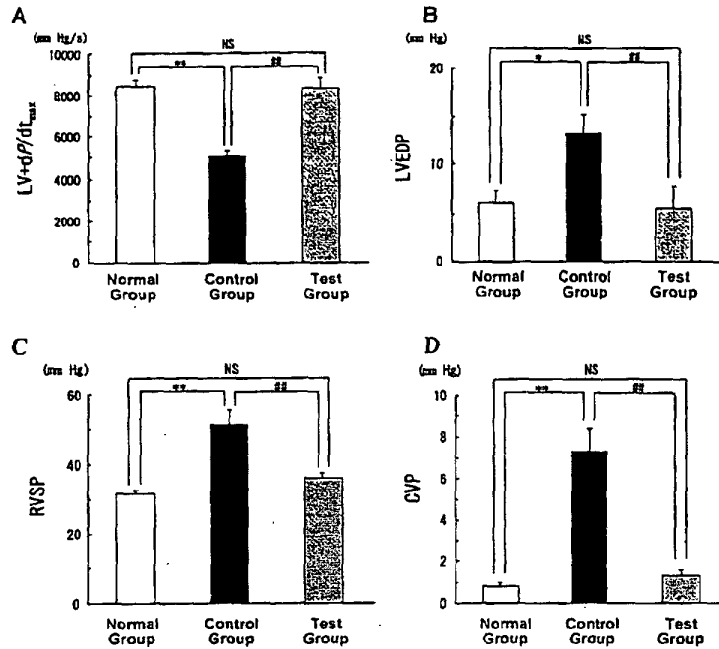 A
(mm Hg/s)
NS
** ##
10000
8000
6000
4000
2000
0
LV+dP/dtmax
Normal Group
Control Group
Test Group
B
(mm Hg)
NS
* ##
20
10
0
LVEDP
Normal Group
Control Group
Test Group
C
(mm Hg)
NS
** ##
60
40
20
0
RVSP
Normal Group
Control Group
Test Group
D
(mm Hg)
NS
** ##
10
8
6
4
2
0
CVP
Normal Group
Control Group
Test Group